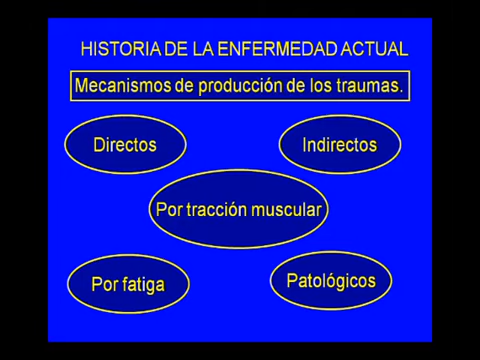 HISTORIA DE LA ENFERMEDAD ACTUAL
Mecanismos de producción de los traumas.
Directos
Indirectos
Por tracción muscular
Por fatiga
Patológicos